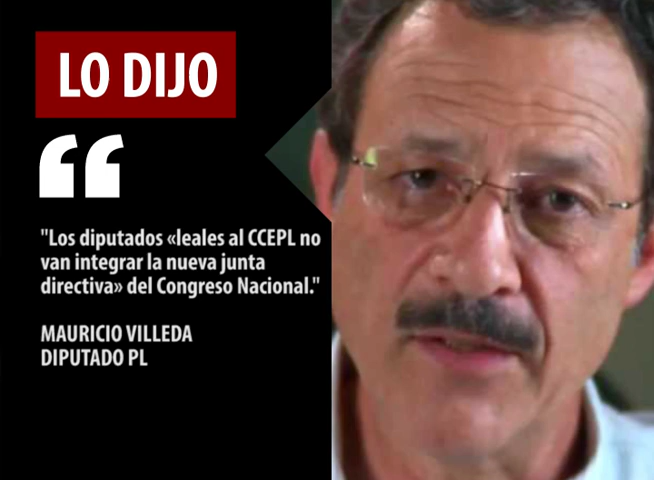 LO DIJO
“
"Los diputados «leales al CCEPL no
van integrar la nueva junta
directiva» del Congreso Nacional."
MAURICIO VILLEDA
DIPUTADO PL